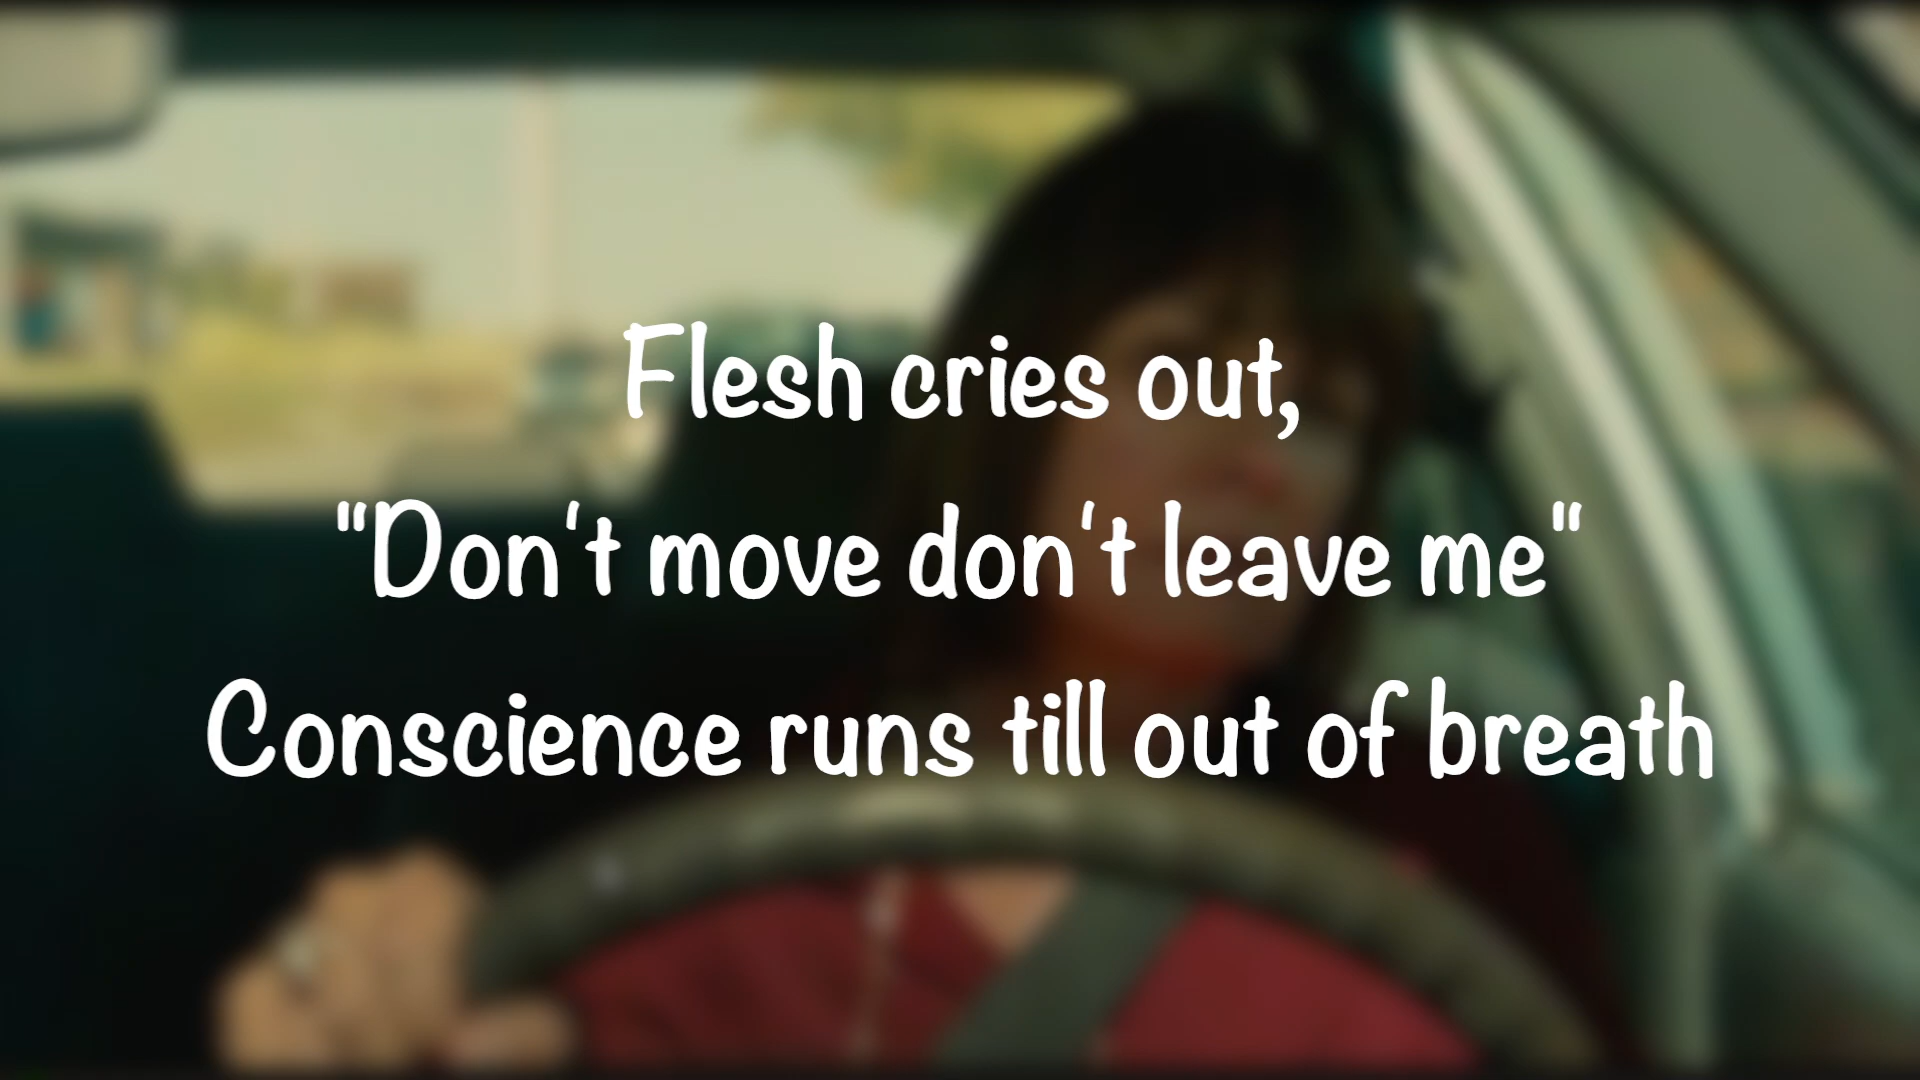 Flesh cries out,
"Don't move don't leave me"
Conscience runs till out of breath